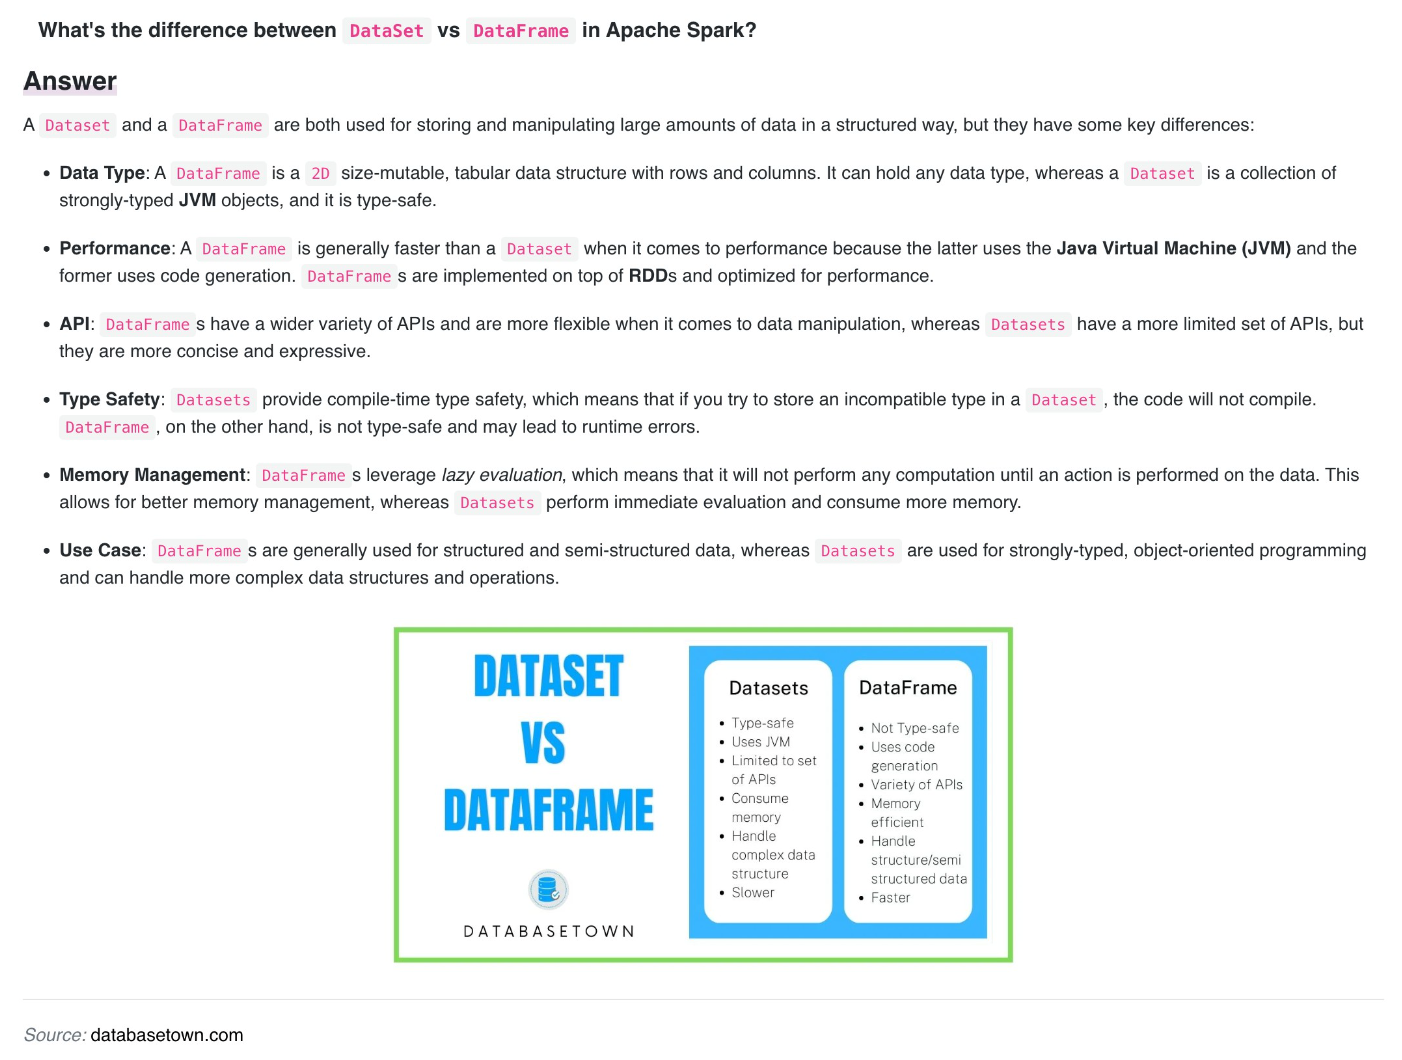 What's the difference between DataSet vs DataFrame in Apache Spark?
Answer
A Dataset and a DataFrame are both used for storing and manipulating large amounts of data in a structured way, but they have some key differences:
• Data Type: A DataFrame is a 2D size-mutable, tabular data structure with rows and columns. It can hold any data type, whereas a Dataset is a collection of
strongly-typed JVM objects, and it is type-safe.
• Performance: A DataFrame is generally faster than a Dataset when it comes to performance because the latter uses the Java Virtual Machine (JVM) and the
former uses code generation. DataFrame s are implemented on top of RDDs and optimized for performance.
• API: DataFrame s have a wider variety of APIs and are more flexible when it comes to data manipulation, whereas Datasets have a more limited set of APIs, but
they are more concise and expressive.
• Type Safety: Datasets provide compile-time type safety, which means that if you try to store an incompatible type in a Dataset , the code will not compile.
DataFrame , on the other hand, is not type-safe and may lead to runtime errors.
• Memory Management: DataFrame s leverage lazy evaluation, which means that it will not perform any computation until an action is performed on the data. This
allows for better memory management, whereas Datasets perform immediate evaluation and consume more memory.
• Use Case: DataFrame s are generally used for structured and semi-structured data, whereas Datasets are used for strongly-typed, object-oriented programming
and can handle more complex data structures and operations.
DATASET
VS
DATAFRAME
DATABASETOWN
Datasets
• Type-safe
• Uses JVM
• Limited to set
of APIs
• Consume
memory
• Handle
complex data
structure
• Slower
DataFrame
• Not Type-safe
• Uses code
generation
• Variety of APIs
• Memory
efficient
• Handle
structure/semi
structured data
• Faster
Source: databasetown.com